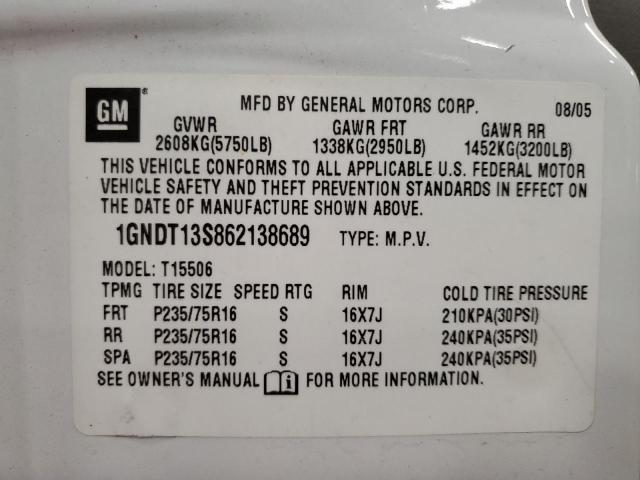 GM ® MFD BY GENERAL MOTORS CORP. 08/05
GVWR GAWR FRT GAWR RR
2608KG(5750LB) 1338KG(2950LB) 1452KG(3200LB)
THIS VEHICLE CONFORMS TO ALL APPLICABLE U.S. FEDERAL MOTOR
VEHICLE SAFETY AND THEFT PREVENTION STANDARDS IN EFFECT ON
THE DATE OF MANUFACTURE SHOWN ABOVE.
1GNDT13S862138689 TYPE: M.P.V.
MODEL: T15506
TPMG TIRE SIZE SPEED RTG RIM COLD TIRE PRESSURE
FRT P235/75R16 S 16X7J 210KPA(30PSI)
RR P235/75R16 S 16X7J 240KPA(35PSI)
SPA P235/75R16 S 16X7J 240KPA(35PSI)
SEE OWNER'S MANUAL i FOR MORE INFORMATION.